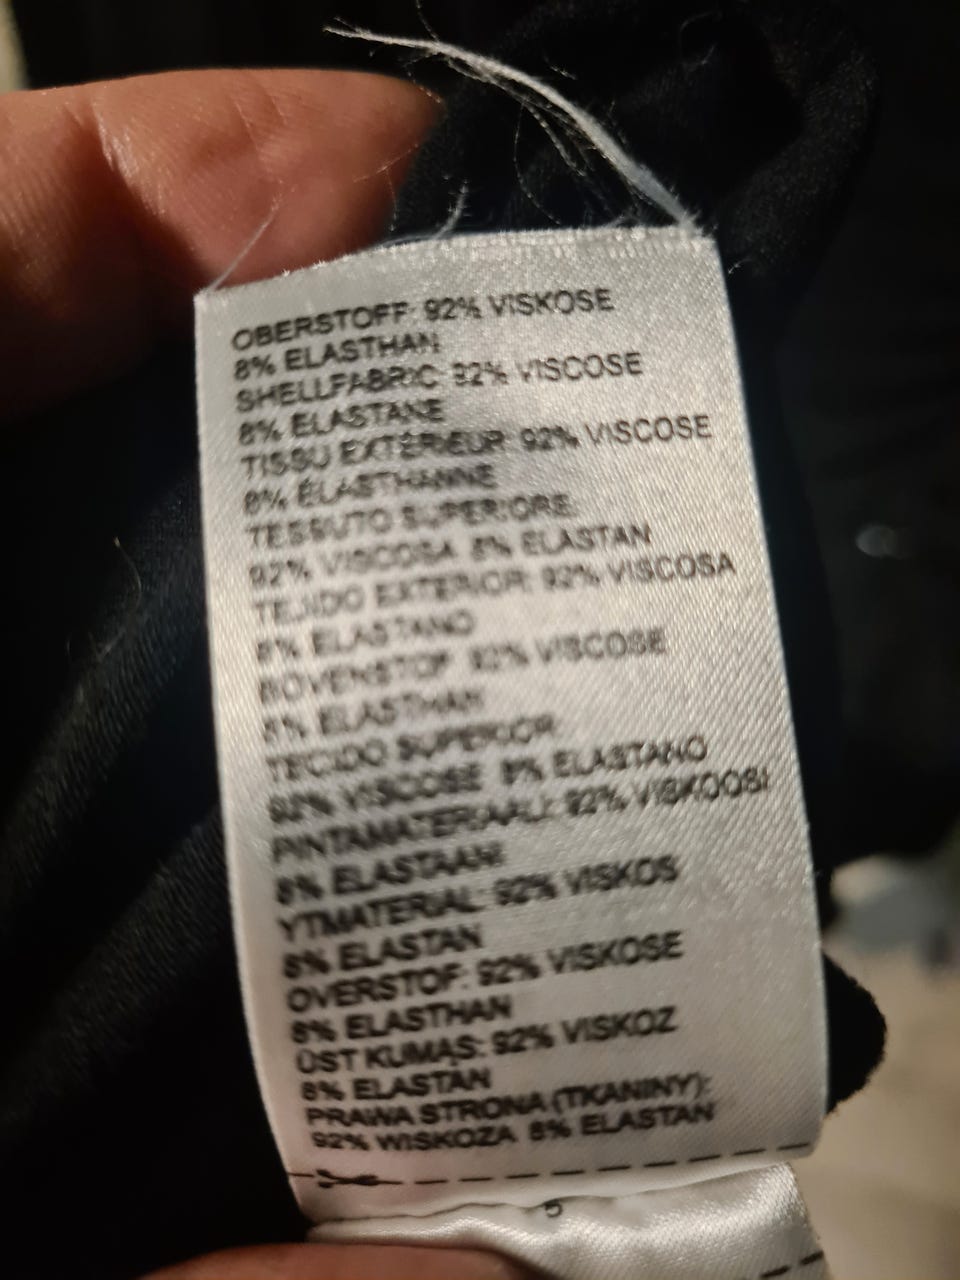 OBERSTOFF: 92% VISKOSE
8% ELASTHAN
SHELLFABRIC 92% VISCOSE
8% ELASTANE
TISSU EXTÉRIEUR 92% VISCOSE
8% ÉLASTHANNE
TESSUTO SUPERIORE:
92% VISCOSA 8% ELASTAN
TEJIDO EXTERIOR: 92% VISCOSA
8% ELASTANO
BOVENSTOF 92% VISCOSE
8% ELASTHAN
TECIDO SUPERIOR:
92% VISCOSE 8% ELASTANO
PINTAMATERIAALI: 92% VISKOOSI
8% ELASTAANI
YTMATERIAL: 92% VISKOS
8% ELASTAN
OVERSTOF: 92% VISKOSE
8% ELASTHAN
ÜST KUMAŞ: 92% VISKOZ
8% ELASTAN
PRAWA STRONA (TKANINY):
92% WISKOZA 8% ELASTAN
5